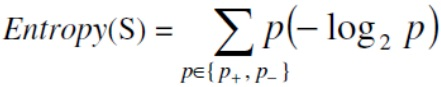 Entropy(S) = ∑ p(− log₂ p)
p∈{p₊, p₋}